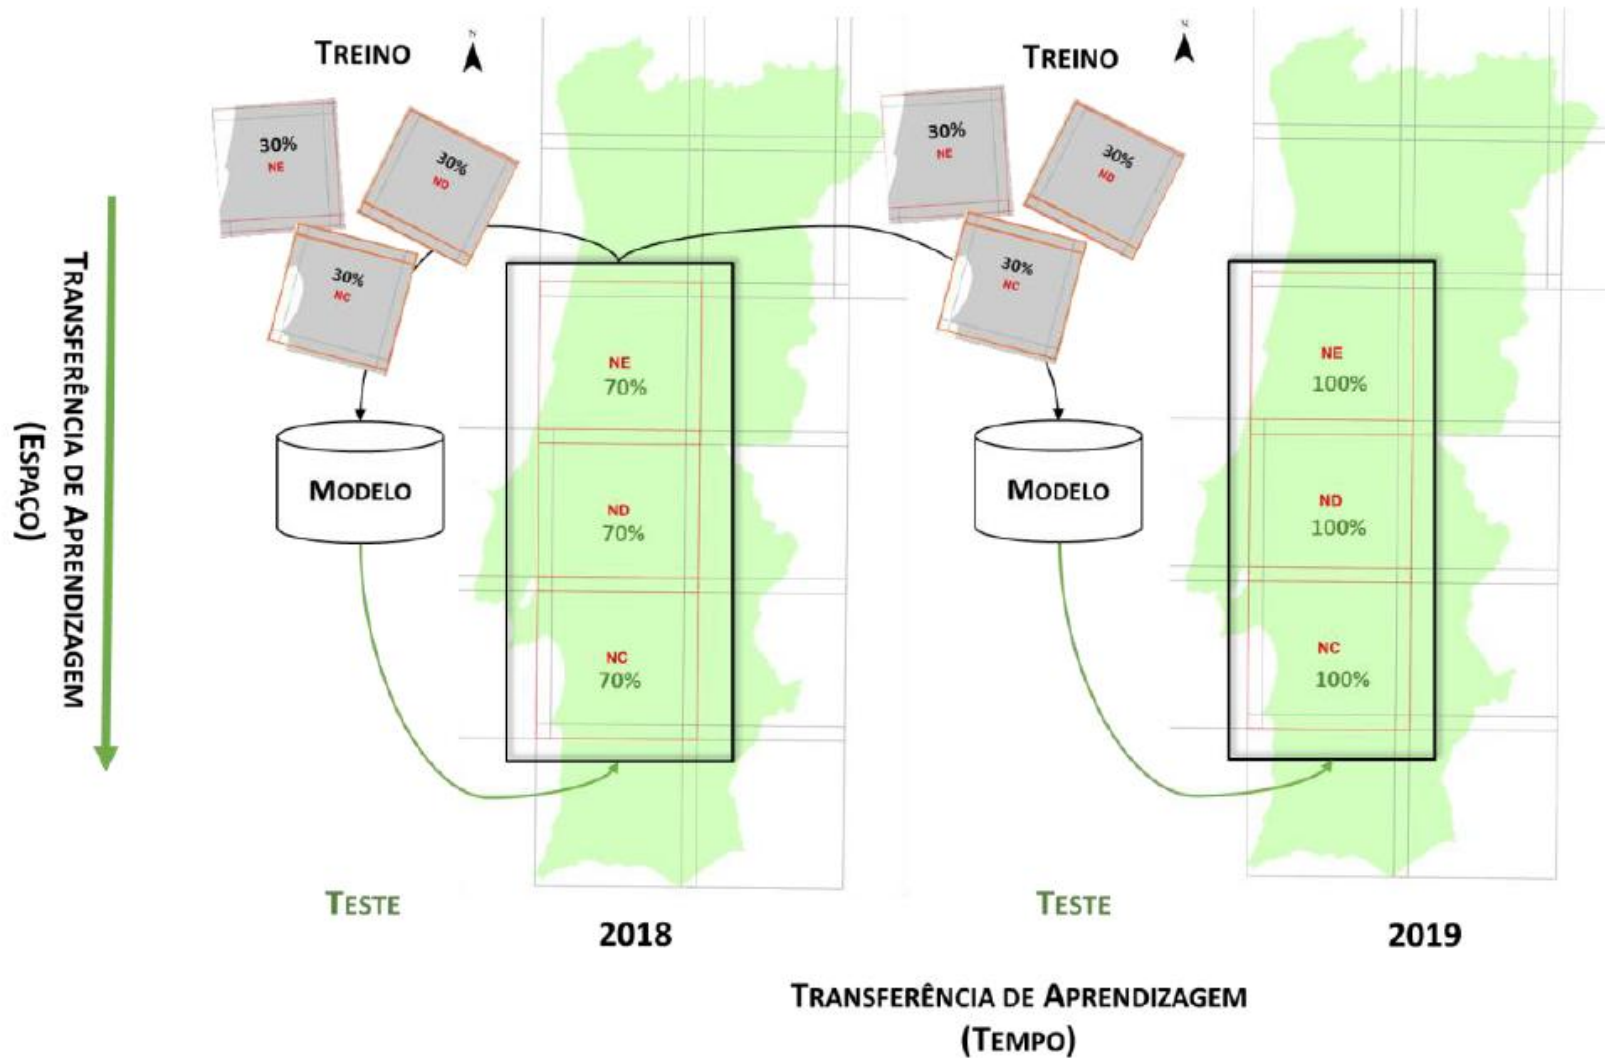 TREINO
N
30%
NE
30%
ND
30%
NC
MODELO
NE
70%
ND
70%
NC
70%
TESTE
2018
TREINO
N
30%
NE
30%
ND
30%
NC
MODELO
NE
100%
ND
100%
NC
100%
TESTE
2019
TRANSFERÊNCIA DE APRENDIZAGEM
(ESPAÇO)
TRANSFERÊNCIA DE APRENDIZAGEM
(TEMPO)